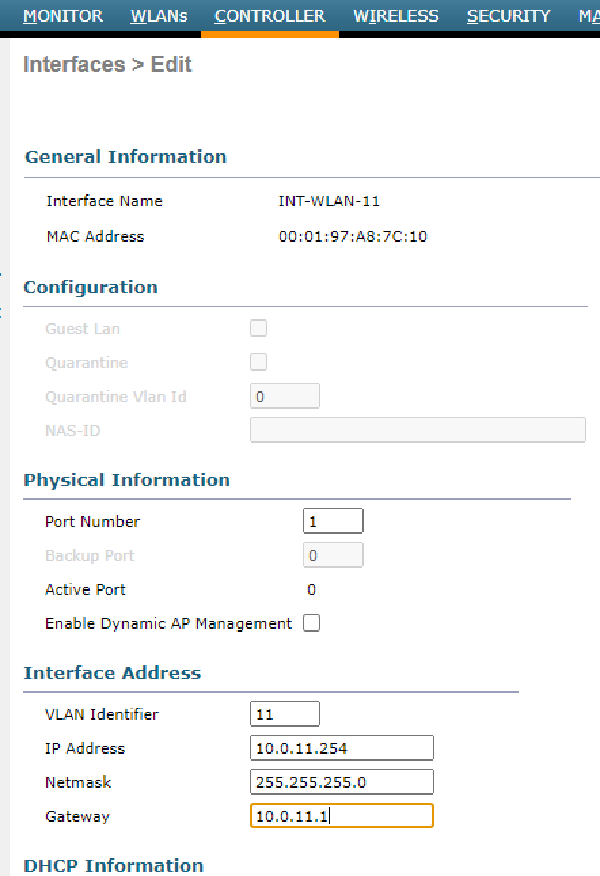 MONITOR WLANs CONTROLLER WIRELESS SECURITY MA
Interfaces > Edit
General Information
Interface Name INT-WLAN-11
MAC Address 00:01:97:A8:7C:10
Configuration
Guest Lan
Quarantine
Quarantine Vlan Id 0
NAS-ID
Physical Information
Port Number 1
Backup Port 0
Active Port 0
Enable Dynamic AP Management
Interface Address
VLAN Identifier 11
IP Address 10.0.11.254
Netmask 255.255.255.0
Gateway 10.0.11.1
DHCP Information